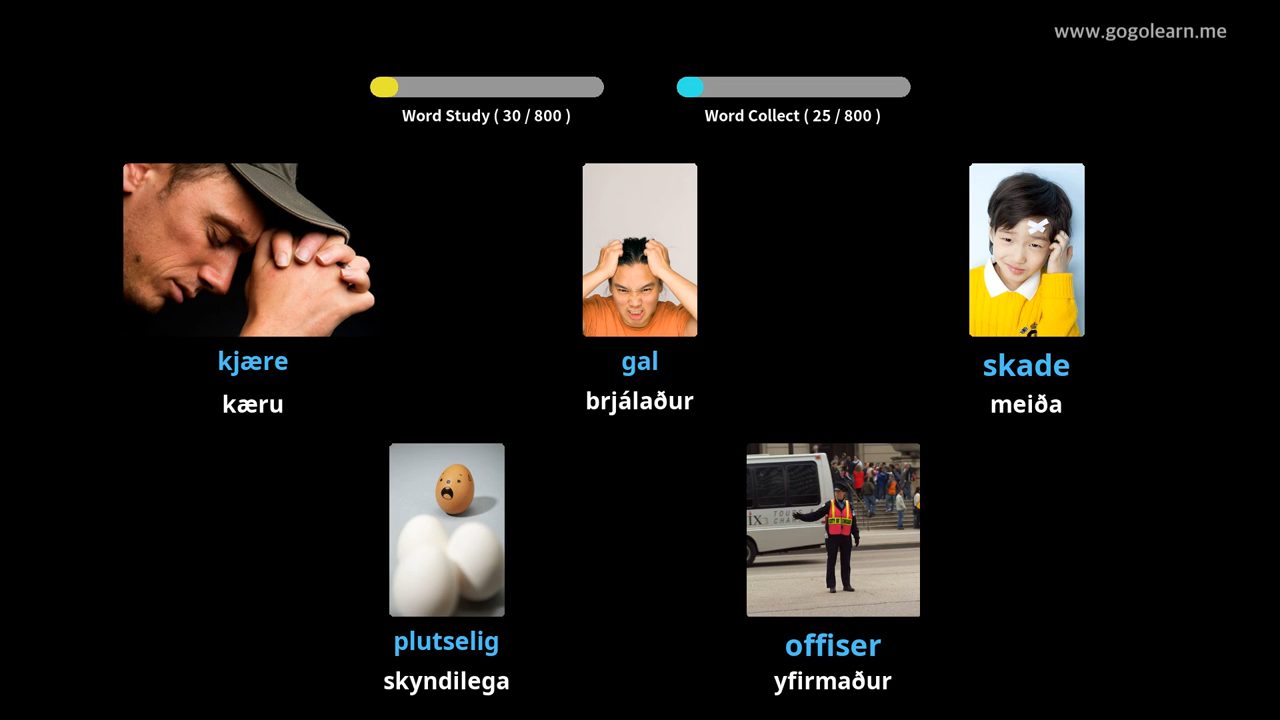 www.gogolearn.me
Word Study ( 30 / 800 )
Word Collect ( 25 / 800 )
kjære
gal
skade
kæru
brjálaður
meiða
plutselig
offiser
skyndilega
yfirmaður